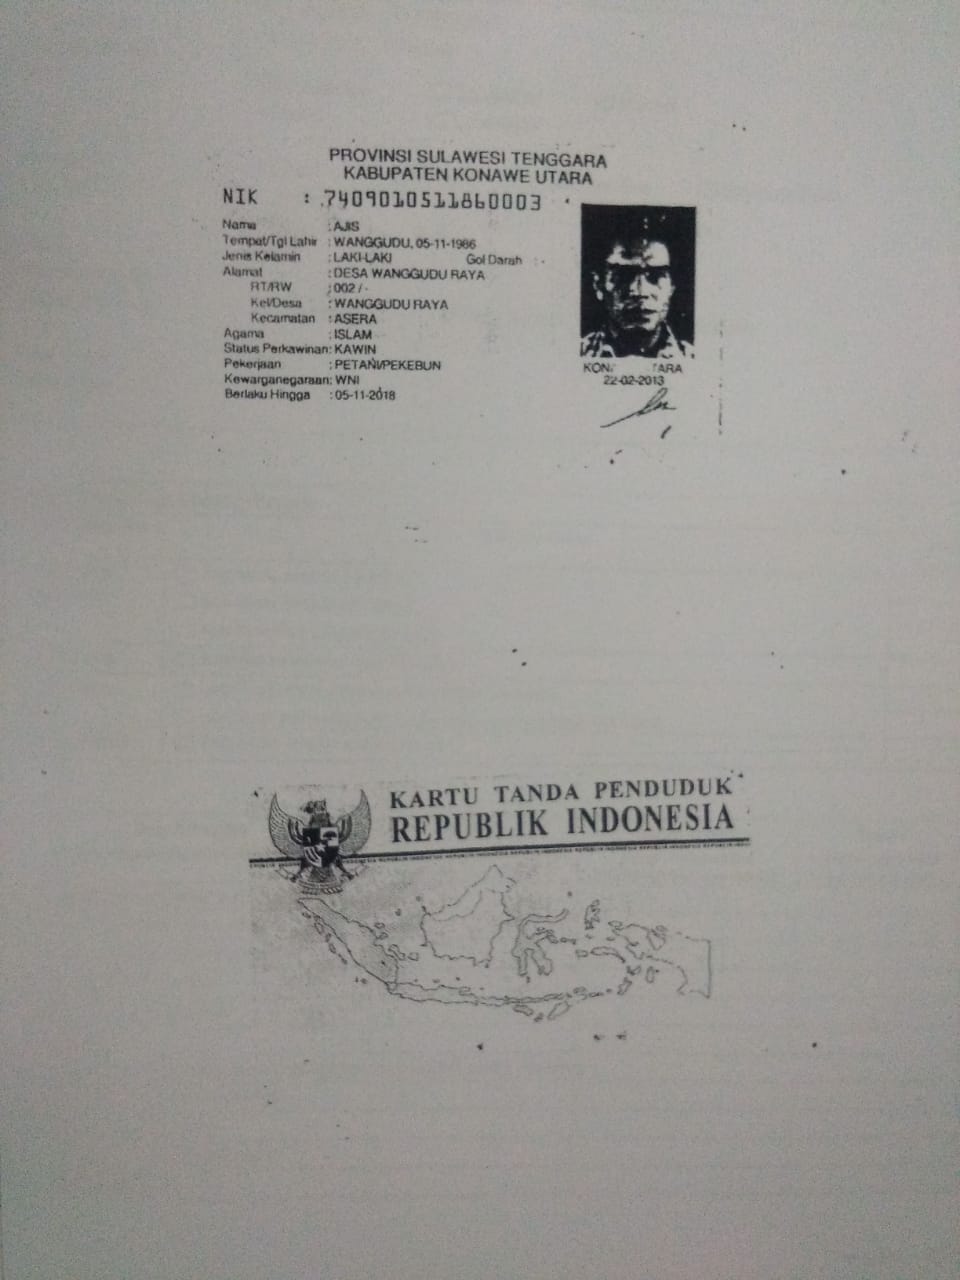 PROVINSI SULAWESI TENGGARA
KABUPATEN KONAWE UTARA
NIK : 7409010511860003
Nama : AJIS
Tempat/Tgl Lahir : WANGGUDU, 05-11-1986
Jenis Kelamin : LAKI-LAKI Gol Darah : -
Alamat : DESA WANGGUDU RAYA
RT/RW : 002 / -
Kel/Desa : WANGGUDU RAYA
Kecamatan : ASERA
Agama : ISLAM
Status Perkawinan: KAWIN
Pekerjaan : PETANI/PEKEBUN
Kewarganegaraan: WNI
Berlaku Hingga : 05-11-2018
22-02-2013
KARTU TANDA PENDUDUK
REPUBLIK INDONESIA